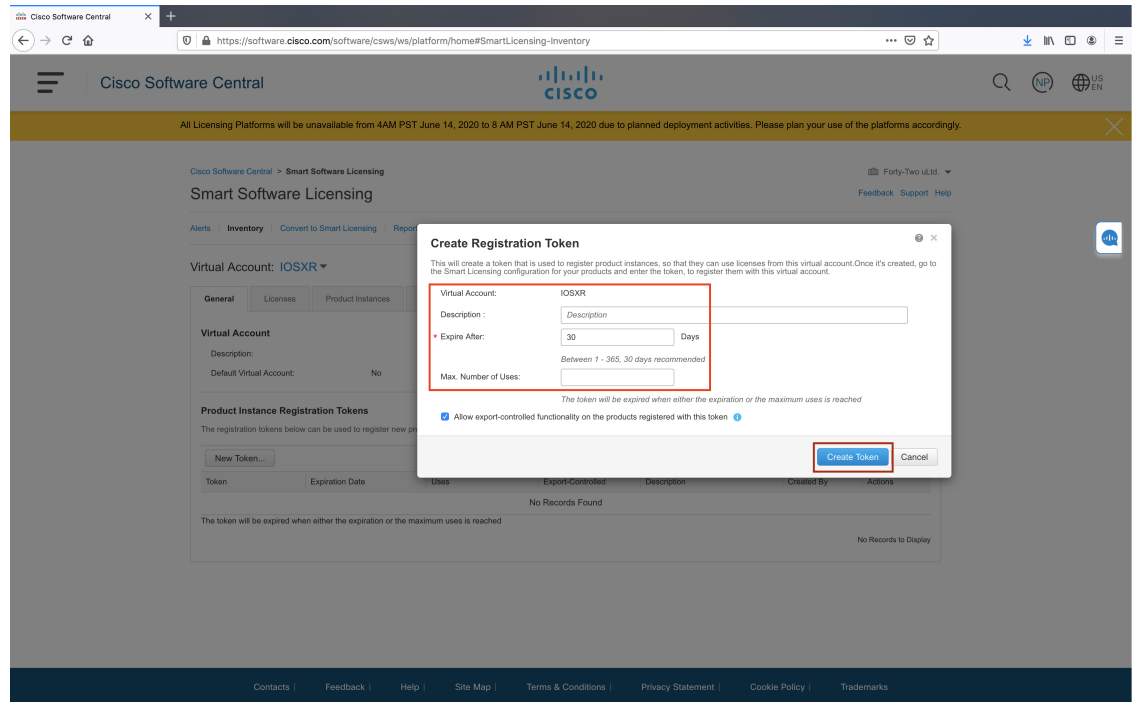 Cisco Software Central
https://software.cisco.com/software/csws/ws/platform/home#SmartLicensing-Inventory
Cisco Software Central
CISCO
NP
US
EN
All Licensing Platforms will be unavailable from 4AM PST June 14, 2020 to 8 AM PST June 14, 2020 due to planned deployment activities. Please plan your use of the platforms accordingly.
Cisco Software Central > Smart Software Licensing
Forty-Two uLtd.
Smart Software Licensing
Feedback Support Help
Alerts | Inventory | Convert to Smart Licensing |
Virtual Account: IOSXR
General Licenses Product Instances
Virtual Account
Description:
Default Virtual Account: No
Product Instance Registration Tokens
The registration tokens below can be used to register new
New Token...
Create Registration Token
This will create a token that is used to register product instances, so that they can use licenses from this virtual account.Once it's created, go to
the Smart Licensing configuration for your products and enter the token, to register them with this virtual account.
Virtual Account: IOSXR
Description : Description
* Expire After: 30 Days
Between 1 - 365, 30 days recommended
Max. Number of Uses:
The token will be expired when either the expiration or the maximum uses is reached
Allow export-controlled functionality on the products registered with this token
Create Token Cancel
Token Expiration Date Uses Export-Controlled Description Created By Actions
No Records Found
The token will be expired when either the expiration or the maximum uses is reached
No Records to Display
Contacts | Feedback | Help | Site Map | Terms & Conditions | Privacy Statement | Cookie Policy | Trademarks